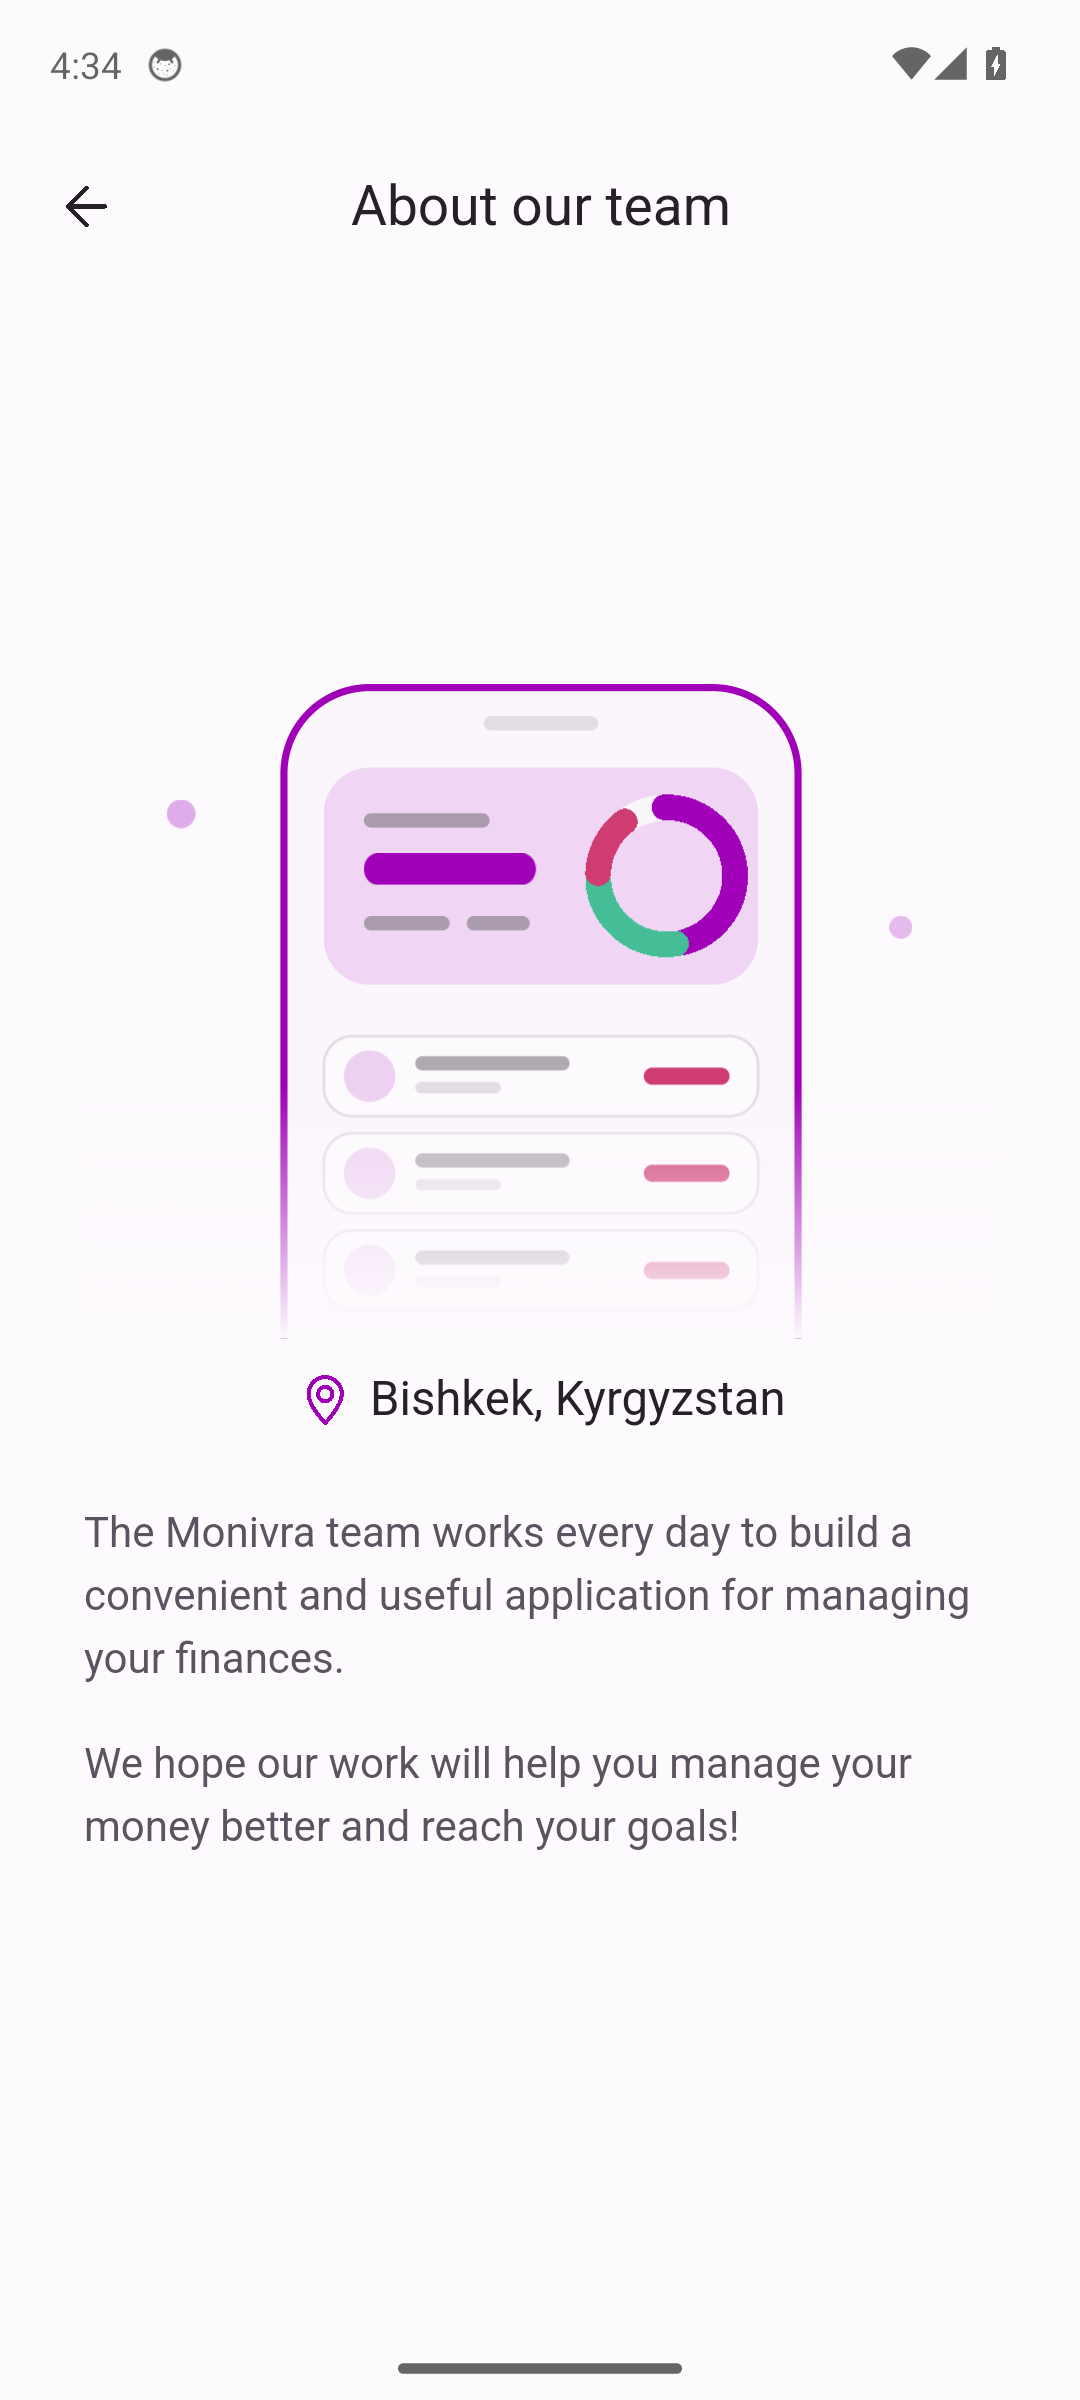 4:34
About our team
Bishkek, Kyrgyzstan
The Monivra team works every day to build a
convenient and useful application for managing
your finances.
We hope our work will help you manage your
money better and reach your goals!